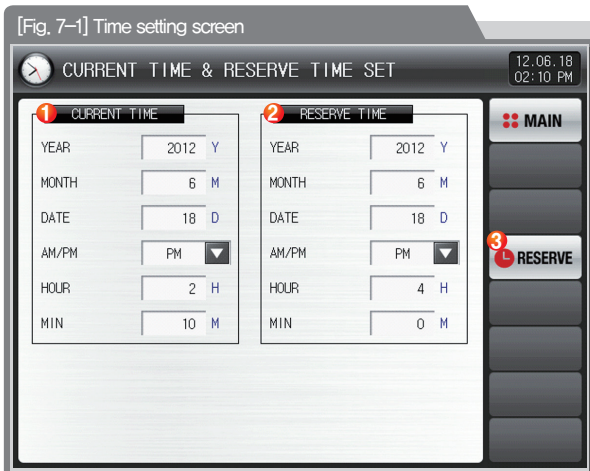 [Fig. 7-1] Time setting screen
CURRENT TIME & RESERVE TIME SET
12.06.18
02:10 PM
1 CURRENT TIME
YEAR 2012 Y
MONTH 6 M
DATE 18 D
AM/PM PM
HOUR 2 H
MIN 10 M
2 RESERVE TIME
YEAR 2012 Y
MONTH 6 M
DATE 18 D
AM/PM PM
HOUR 4 H
MIN 0 M
MAIN
3
RESERVE